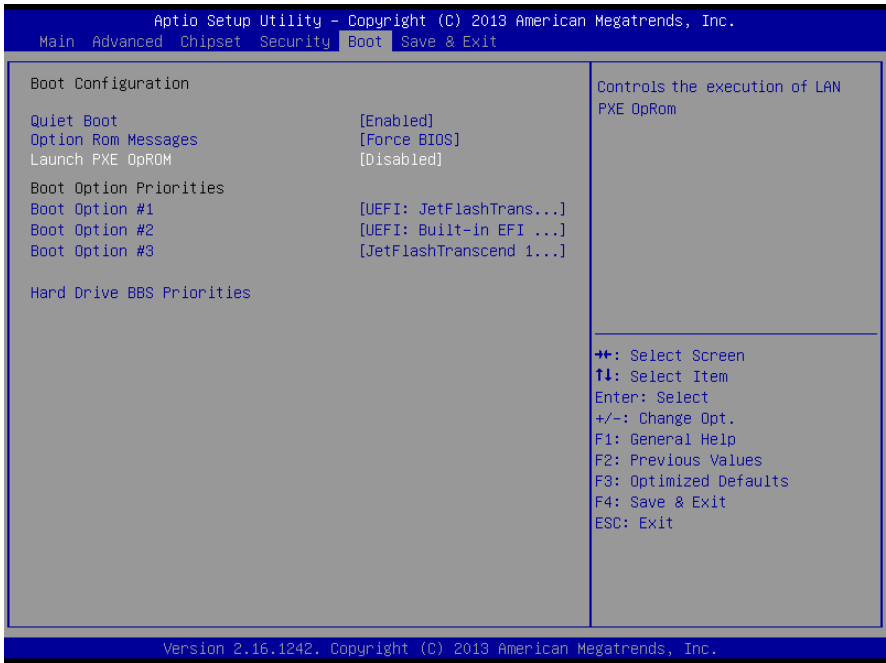 Aptio Setup Utility – Copyright (C) 2013 American Megatrends, Inc.
Main Advanced Chipset Security Boot Save & Exit
Boot Configuration
Quiet Boot [Enabled]
Option Rom Messages [Force BIOS]
Launch PXE OpROM [Disabled]
Boot Option Priorities
Boot Option #1 [UEFI: JetFlashTrans...]
Boot Option #2 [UEFI: Built-in EFI ...]
Boot Option #3 [JetFlashTranscend 1...]
Hard Drive BBS Priorities
Controls the execution of LAN
PXE OpRom
→←: Select Screen
↑↓: Select Item
Enter: Select
+/-: Change Opt.
F1: General Help
F2: Previous Values
F3: Optimized Defaults
F4: Save & Exit
ESC: Exit
Version 2.16.1242. Copyright (C) 2013 American Megatrends, Inc.